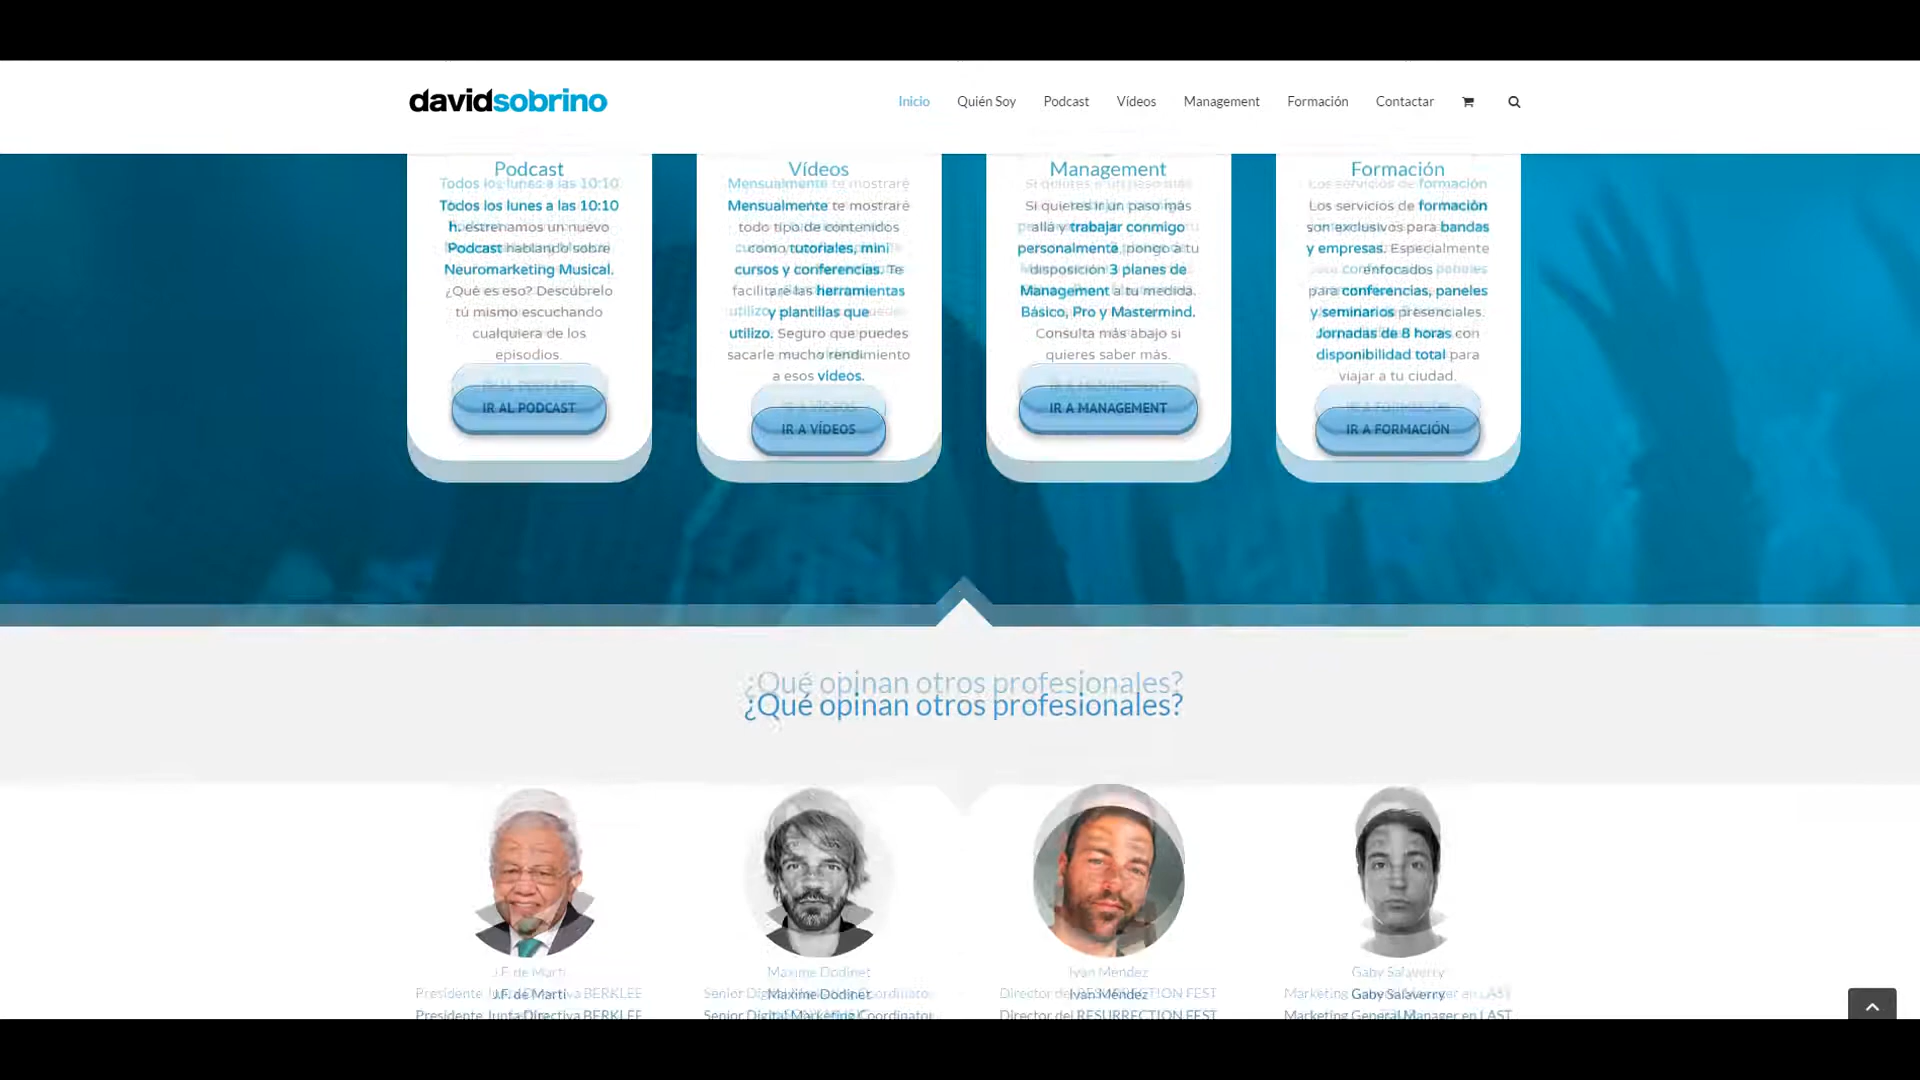 davidsobrino
Inicio Quién Soy Podcast Vídeos Management Formación Contactar
Podcast
Todos los lunes a las 10:10
h. estrenamos un nuevo
Podcast hablando sobre
Neuromarketing Musical.
¿Qué es eso? Descúbrelo
tú mismo escuchando
cualquiera de los
episodios.
IR AL PODCAST
Vídeos
Mensualmente te mostraré
todo tipo de contenidos
como tutoriales, mini
cursos y conferencias. Te
facilitaré las herramientas
y plantillas que
utilizo. Seguro que puedes
sacarle mucho rendimiento
a esos vídeos.
IR A VÍDEOS
Management
Si quieres ir un paso más
allá y trabajar conmigo
personalmente, pongo a tu
disposición 3 planes de
Management a tu medida.
Básico, Pro y Mastermind.
Consulta más abajo si
quieres saber más.
IR A MANAGEMENT
Formación
Los servicios de formación
son exclusivos para bandas
y empresas. Especialmente
enfocados
para conferencias, paneles
y seminarios presenciales.
Jornadas de 8 horas con
disponibilidad total para
viajar a tu ciudad.
IR A FORMACIÓN
¿Qué opinan otros profesionales?
J.F. de Marti
Presidente Junta Directiva BERKLEE
Maxime Dodinet
Senior Digital Marketing Coordinator
Iván Méndez
Director del RESURRECTION FEST
Gaby Salaverry
Marketing General Manager en LAST